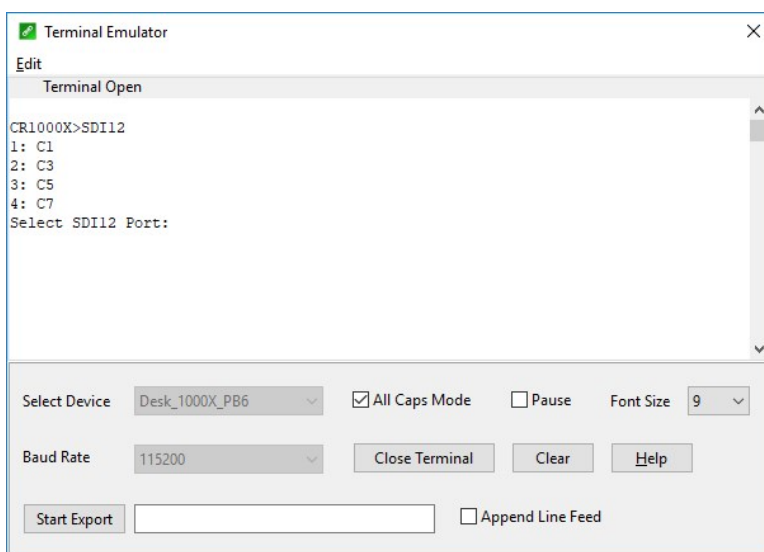 Terminal Emulator
Edit
Terminal Open
CR1000X>SDI12
1: C1
2: C3
3: C5
4: C7
Select SDI12 Port:
Select Device Desk_1000X_PB6 All Caps Mode Pause Font Size 9
Baud Rate 115200 Close Terminal Clear Help
Start Export Append Line Feed